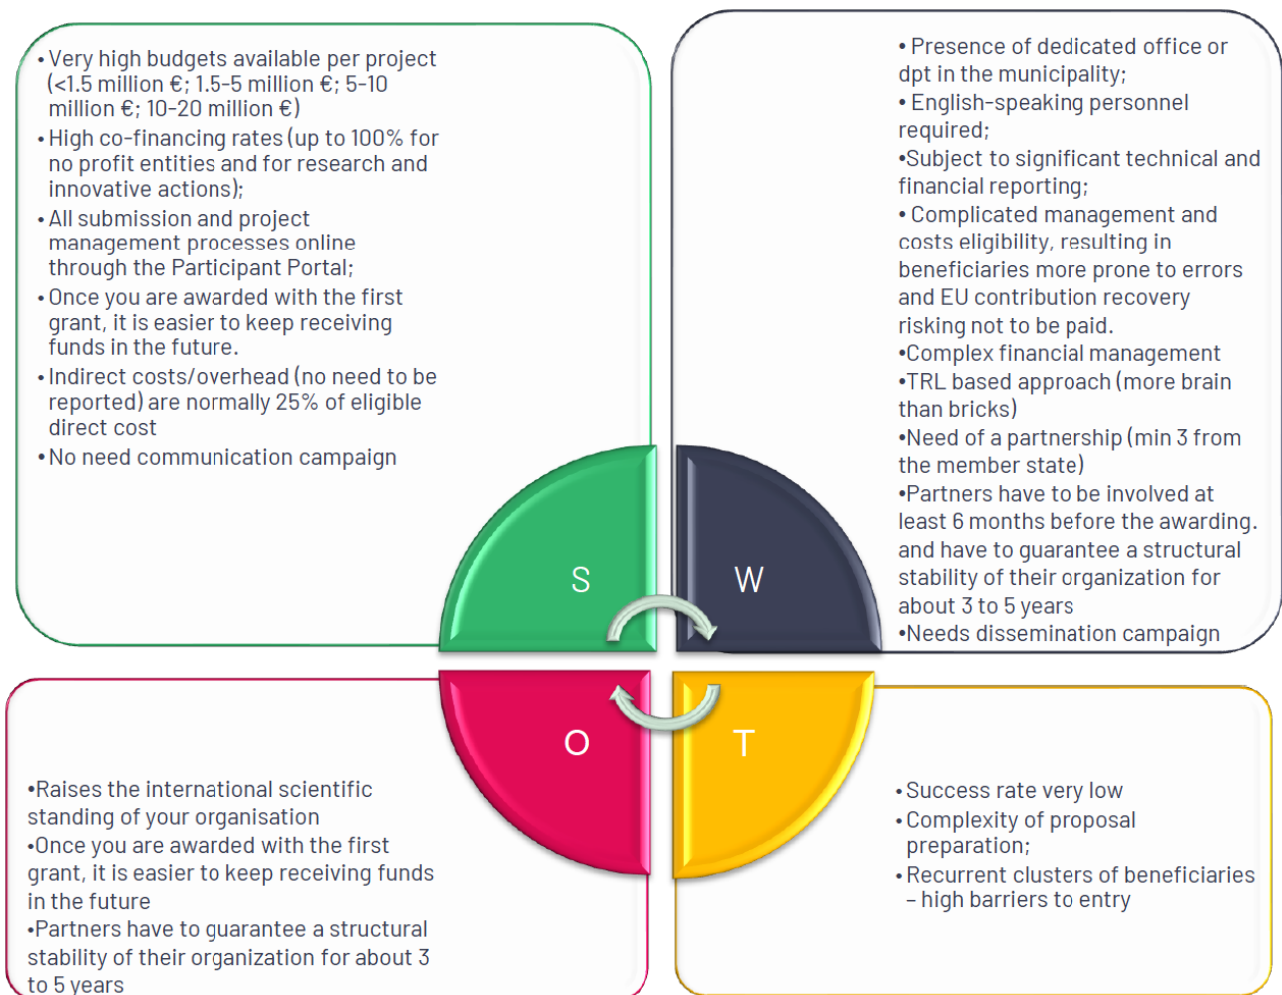 • Very high budgets available per project
(<1.5 million €; 1.5-5 million €; 5-10
million €; 10-20 million €)
• High co-financing rates (up to 100% for
no profit entities and for research and
innovative actions);
• All submission and project
management processes online
through the Participant Portal;
• Once you are awarded with the first
grant, it is easier to keep receiving
funds in the future.
• Indirect costs/overhead (no need to be
reported) are normally 25% of eligible
direct cost
• No need communication campaign
• Presence of dedicated office or
dpt in the municipality;
• English-speaking personnel
required;
•Subject to significant technical and
financial reporting;
• Complicated management and
costs eligibility, resulting in
beneficiaries more prone to errors
and EU contribution recovery
risking not to be paid.
•Complex financial management
•TRL based approach (more brain
than bricks)
•Need of a partnership (min 3 from
the member state)
•Partners have to be involved at
least 6 months before the awarding.
and have to guarantee a structural
stability of their organization for
about 3 to 5 years
•Needs dissemination campaign
S
W
O
T
•Raises the international scientific
standing of your organisation
•Once you are awarded with the first
grant, it is easier to keep receiving funds
in the future
•Partners have to guarantee a structural
stability of their organization for about 3
to 5 years
• Success rate very low
• Complexity of proposal
preparation;
• Recurrent clusters of beneficiaries
– high barriers to entry